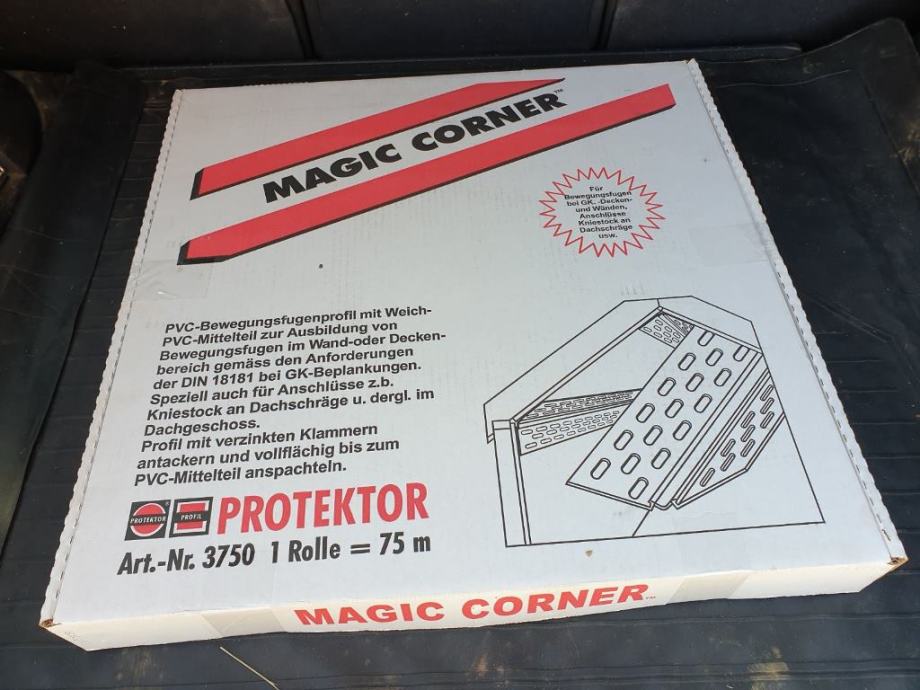 MAGIC CORNER™
Für
Bewegungsfugen
bei GK.-Decken-
und Wänden,
Anschlüsse
Kniestock an
Dachschräge
usw.
PVC-Bewegungsfugenprofil mit Weich-
PVC-Mittelteil zur Ausbildung von
Bewegungsfugen im Wand-oder Decken-
bereich gemäss den Anforderungen
der DIN 18181 bei GK-Beplankungen.
Speziell auch für Anschlüsse z.b.
Kniestock an Dachschräge u. dergl. im
Dachgeschoss.
Profil mit verzinkten Klammern
antackern und vollflächig bis zum
PVC-Mittelteil anspachteln.
PROTEKTOR PROFIL PROTEKTOR
Art.-Nr. 3750 1 Rolle = 75 m
MAGIC CORNER™